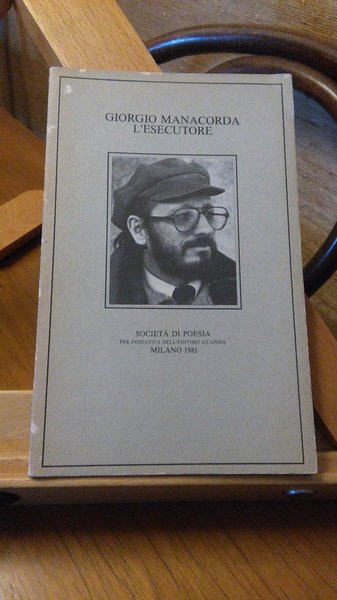 GIORGIO MANACORDA
L'ESECUTORE
SOCIETÀ DI POESIA
PER INIZIATIVA DELL'EDITORE GUANDA
MILANO 1981